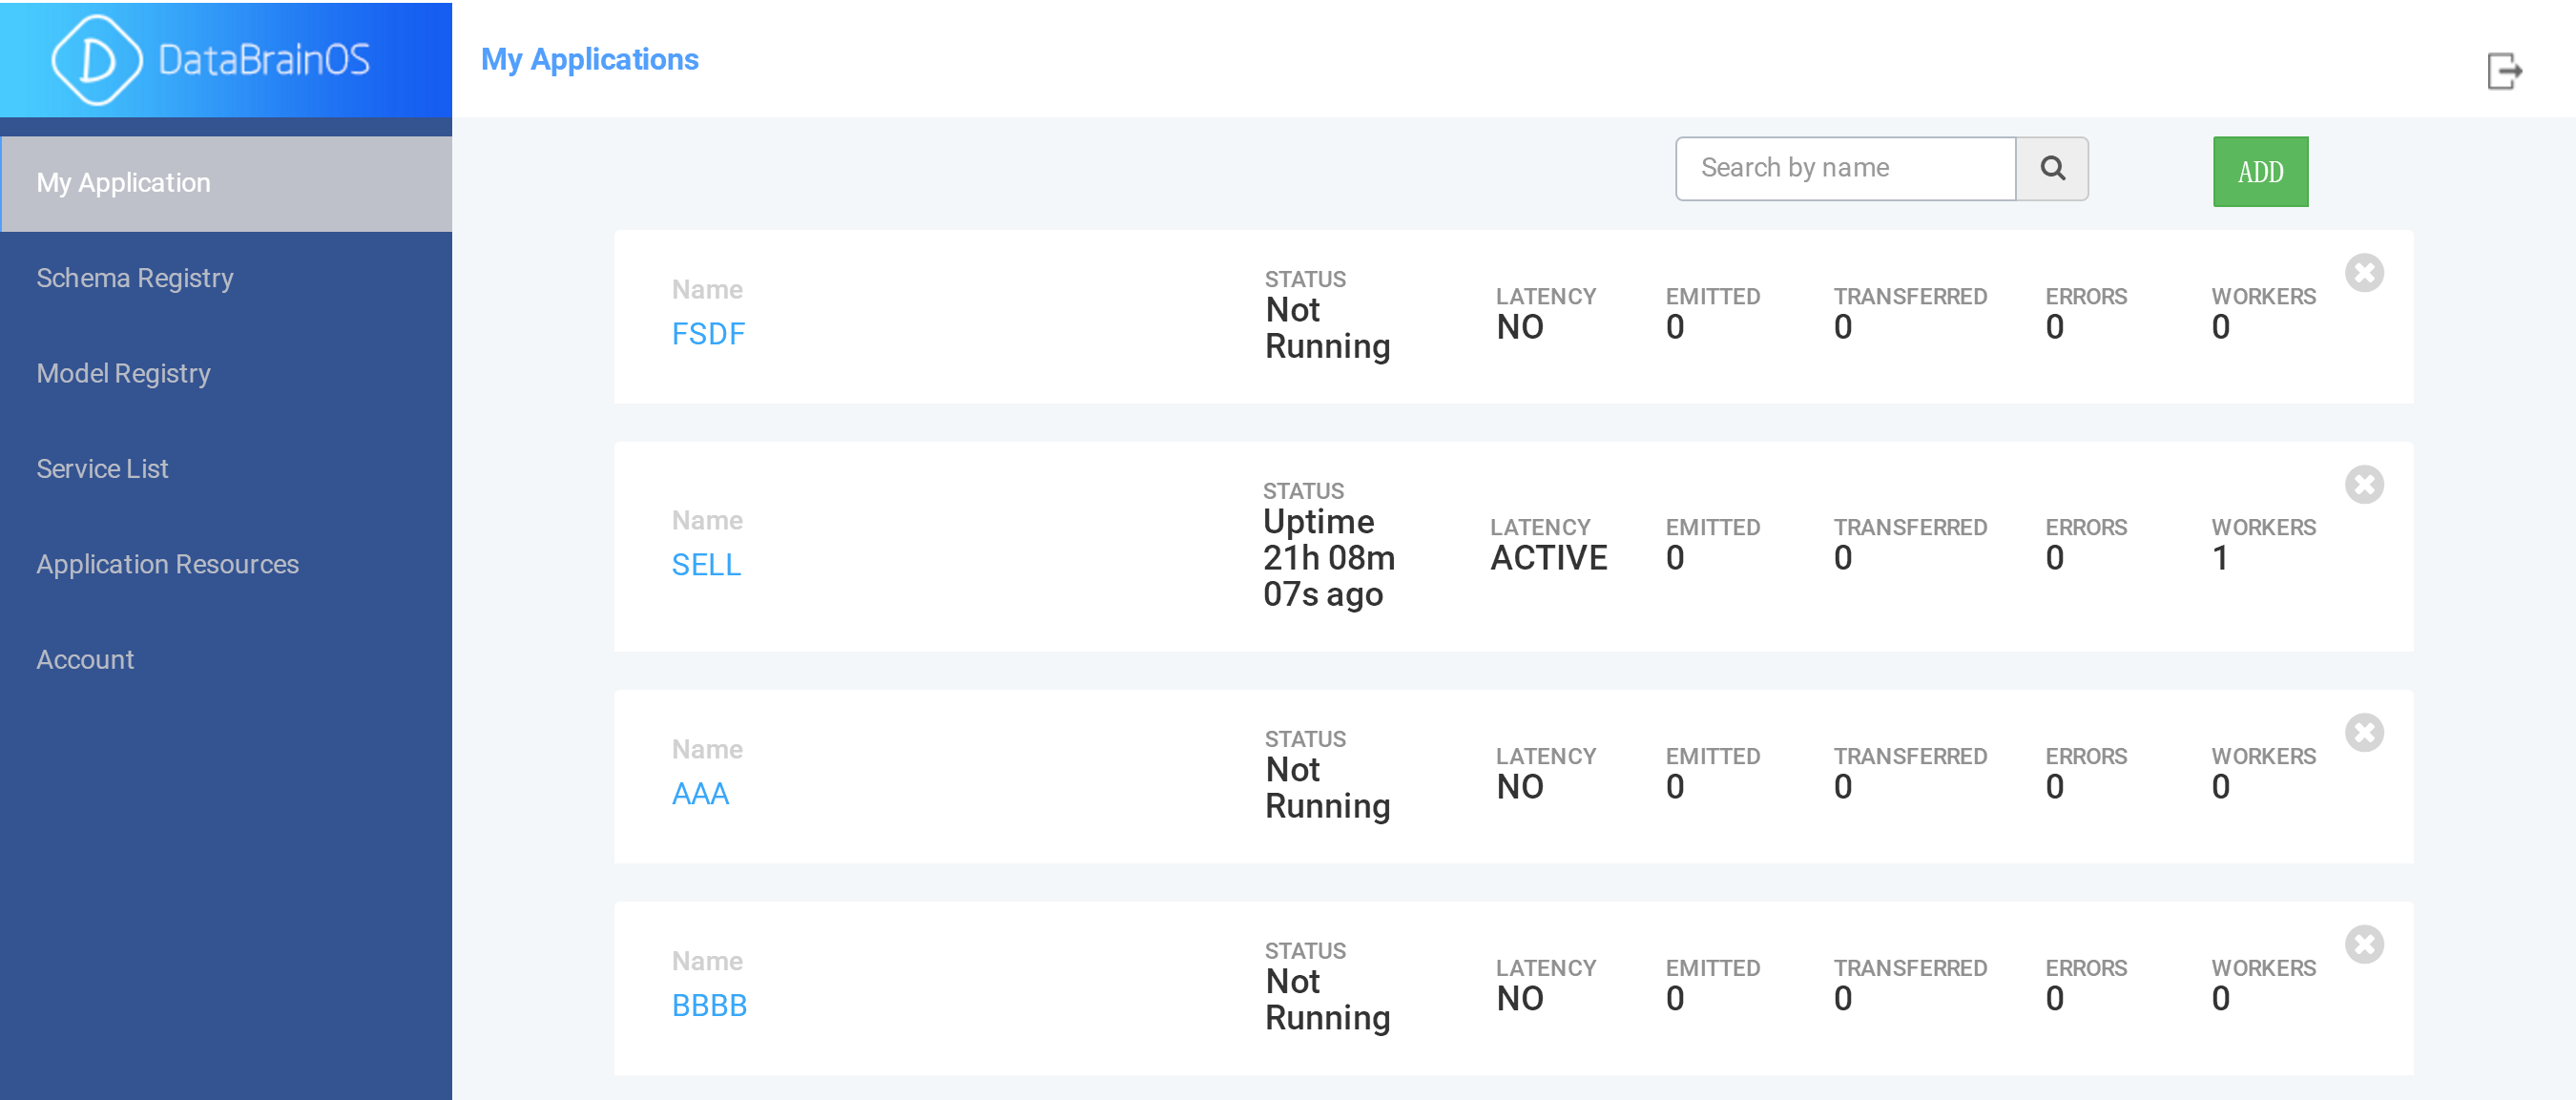 DataBrainOS
My Applications
My Application
Schema Registry
Model Registry
Service List
Application Resources
Account
Search by name
ADD
Name
FSDF
STATUS
Not
Running
LATENCY
NO
EMITTED
0
TRANSFERRED
0
ERRORS
0
WORKERS
0
Name
SELL
STATUS
Uptime
21h 08m
07s ago
LATENCY
ACTIVE
EMITTED
0
TRANSFERRED
0
ERRORS
0
WORKERS
1
Name
AAA
STATUS
Not
Running
LATENCY
NO
EMITTED
0
TRANSFERRED
0
ERRORS
0
WORKERS
0
Name
BBBB
STATUS
Not
Running
LATENCY
NO
EMITTED
0
TRANSFERRED
0
ERRORS
0
WORKERS
0